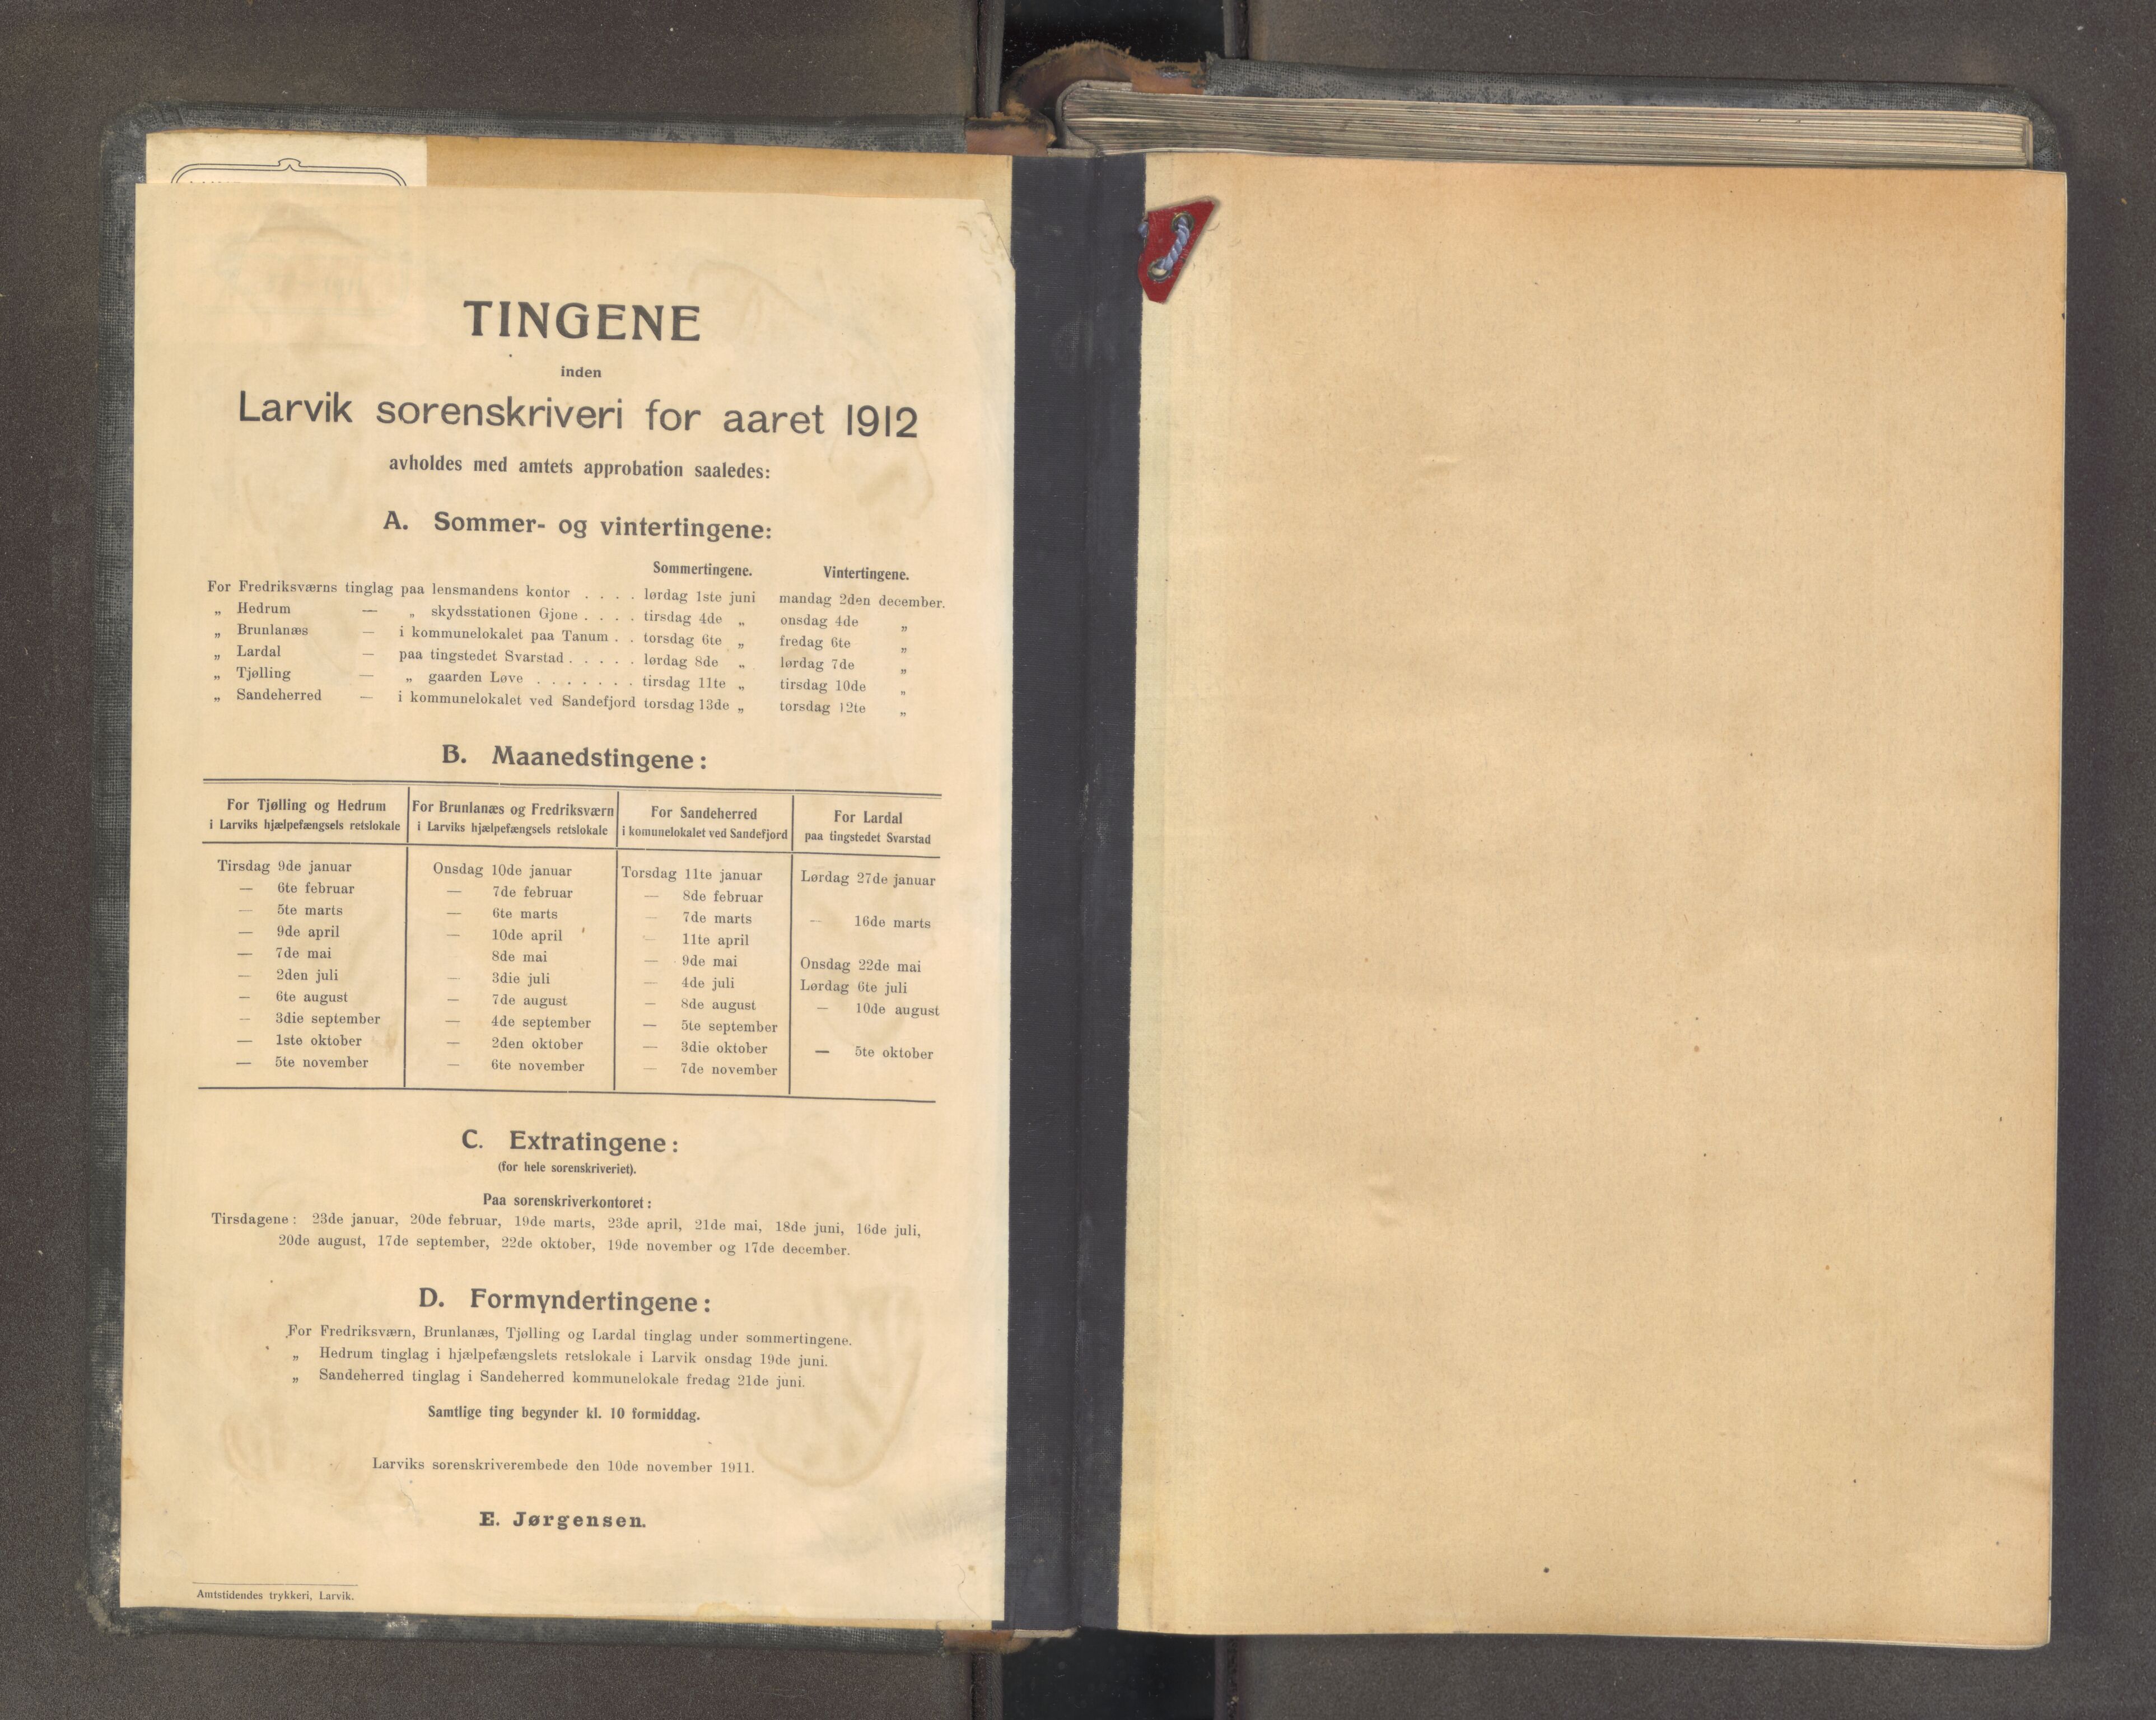 TINGENE
inden
Larvik sorenskriveri for aaret 1912
avholdes med amtets approbation saaledes:
A. Sommer- og vintertingene:
Sommertingene. Vintertingene.
For Fredriksværns tinglag paa lensmandens kontor . . . . lørdag 1ste juni mandag 2den december.
„ Hedrum — „ skydsstationen Gjone . . . . tirsdag 4de „ onsdag 4de „
„ Brunlanæs — i kommunelokalet paa Tanum . . torsdag 6te „ fredag 6te „
„ Lardal — paa tingstedet Svarstad . . . . . lørdag 8de „ lørdag 7de „
„ Tjølling — „ gaarden Løve . . . . . . . tirsdag 11te „ tirsdag 10de „
„ Sandeherred — i kommunelokalet ved Sandefjord torsdag 13de „ torsdag 12te „
B. Maanedstingene:
For Tjølling og Hedrum For Brunlanæs og Fredriksværn For Sandeherred For Lardal
i Larviks hjælpefængsels retslokale i Larviks hjælpefængsels retslokale i komunelokalet ved Sandefjord paa tingstedet Svarstad
Tirsdag 9de januar Onsdag 10de januar Torsdag 11te januar Lørdag 27de januar
— 6te februar — 7de februar — 8de februar
— 5te marts — 6te marts — 7de marts — 16de marts
— 9de april — 10de april — 11te april
— 7de mai 8de mai — 9de mai Onsdag 22de mai
— 2den juli — 3die juli — 4de juli Lørdag 6te juli
— 6te august — 7de august — 8de august — 10de august
— 3die september — 4de september — 5te september
— 1ste oktober — 2den oktober — 3die oktober — 5te oktober
— 5te november — 6te november — 7de november
C. Extratingene:
(for hele sorenskriveriet).
Paa sorenskriverkontoret:
Tirsdagene: 23de januar, 20de februar, 19de marts, 23de april, 21de mai, 18de juni, 16de juli,
20de august, 17de september, 22de oktober, 19de november og 17de december.
D. Formyndertingene:
For Fredriksværn, Brunlanæs, Tjølling og Lardal tinglag under sommertingene.
„ Hedrum tinglag i hjælpefængslets retslokale i Larvik onsdag 19de juni.
„ Sandeherred tinglag i Sandeherred kommunelokale fredag 21de juni.
Samtlige ting begynder kl. 10 formiddag.
Larviks sorenskriverembede den 10de november 1911.
E. Jørgensen.
Amtstidendes trykkeri, Larvik.